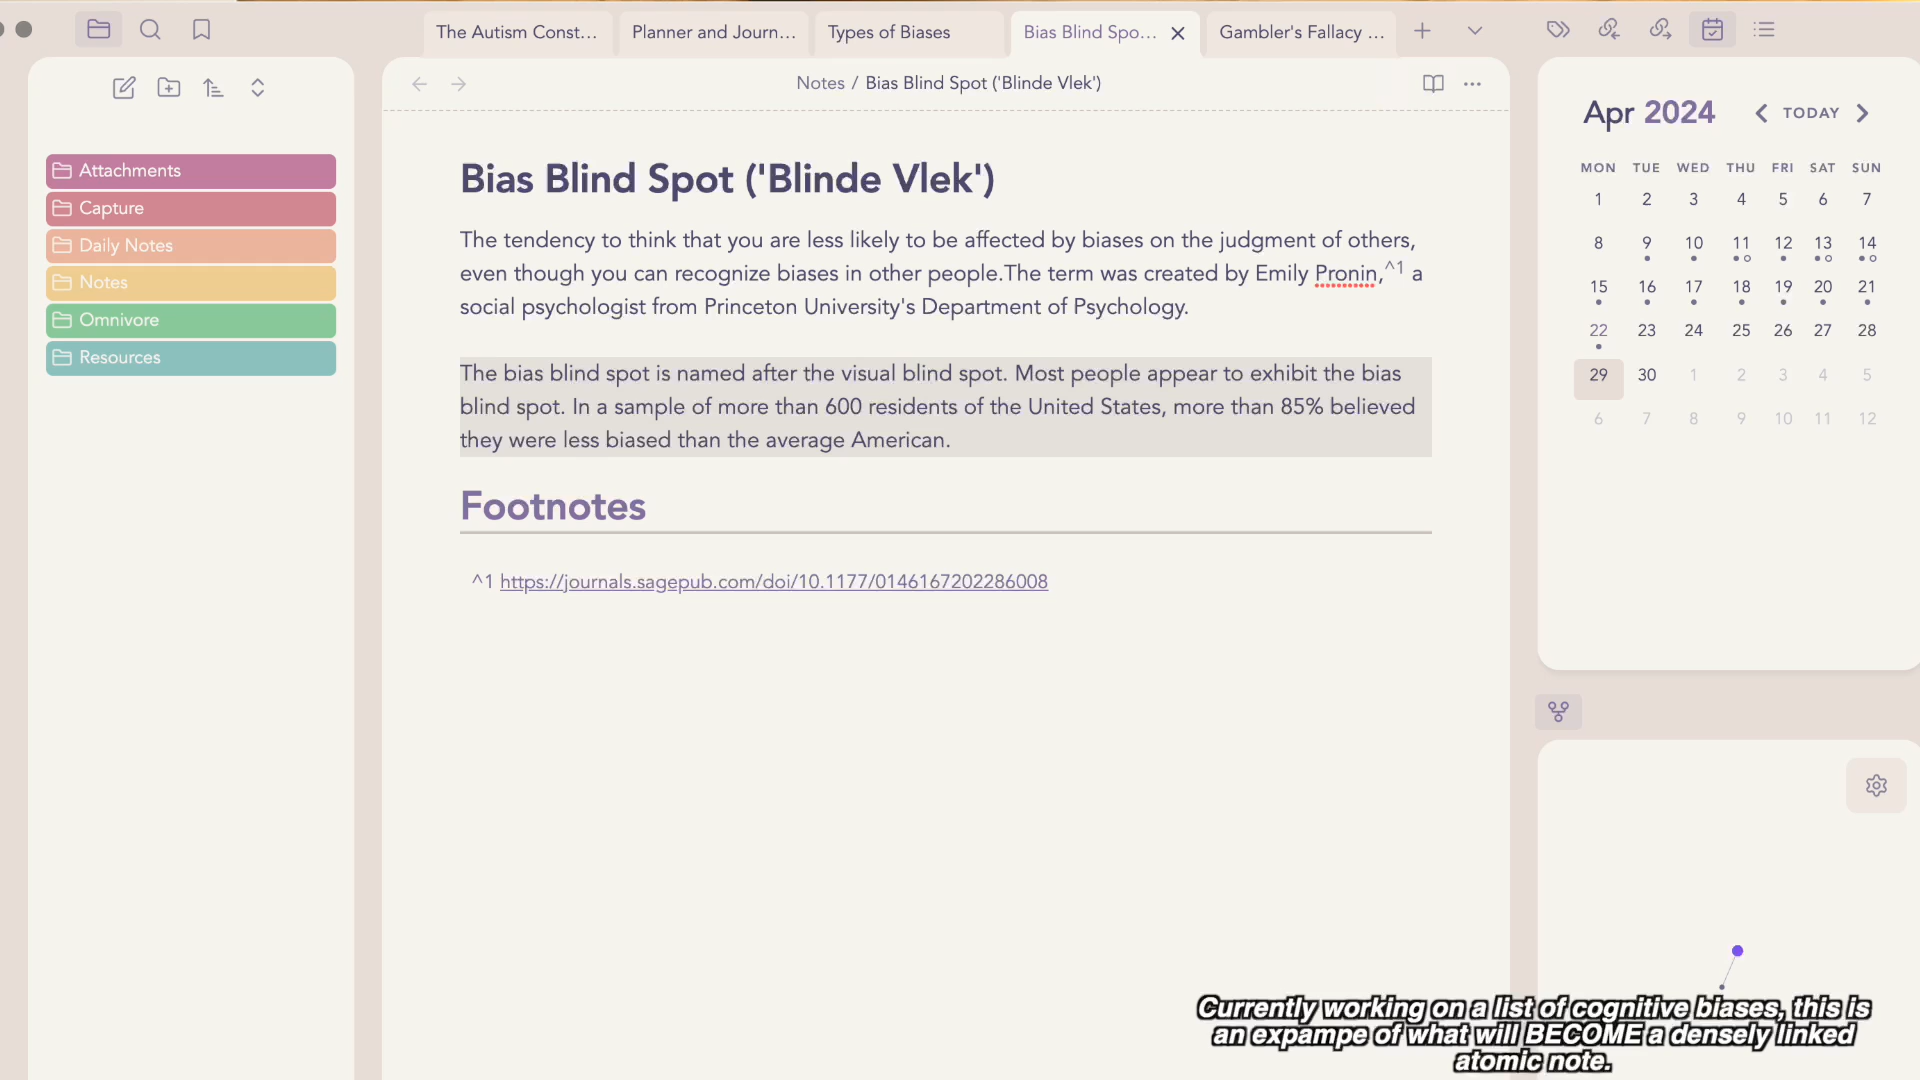 The Autism Const...
Planner and Journ...
Types of Biases
Bias Blind Spo...
Gambler's Fallacy ...
Attachments
Capture
Daily Notes
Notes
Omnivore
Resources
Notes / Bias Blind Spot ('Blinde Vlek')
Bias Blind Spot ('Blinde Vlek')
The tendency to think that you are less likely to be affected by biases on the judgment of others,
even though you can recognize biases in other people.The term was created by Emily Pronin,^1 a
social psychologist from Princeton University's Department of Psychology.
The bias blind spot is named after the visual blind spot. Most people appear to exhibit the bias
blind spot. In a sample of more than 600 residents of the United States, more than 85% believed
they were less biased than the average American.
Footnotes
^1 https://journals.sagepub.com/doi/10.1177/0146167202286008
Apr 2024
TODAY
MON TUE WED THU FRI SAT SUN
1 2 3 4 5 6 7
8 9 10 11 12 13 14
15 16 17 18 19 20 21
22 23 24 25 26 27 28
29 30 1 2 3 4 5
6 7 8 9 10 11 12
Currently working on a list of cognitive biases, this is
an expampe of what will BECOME a densely linked
atomic note.